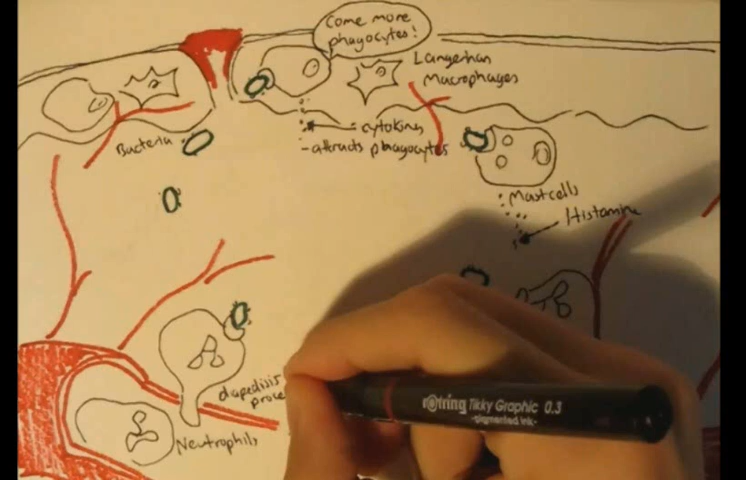 Come more
phagocytes!
Langerhan
Macrophages
Bacteria
cytokines
- attracts phagocytes
Mastcells
Histamine
diapedisis
proce
Neutrophils
rotring Tikky Graphic 0.3
-pigmented ink-